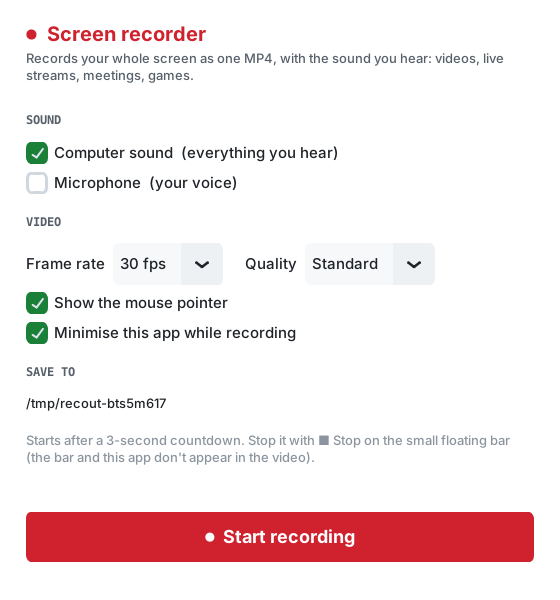 Screen recorder
Records your whole screen as one MP4, with the sound you hear: videos, live
streams, meetings, games.
SOUND
Computer sound (everything you hear)
Microphone (your voice)
VIDEO
Frame rate 30 fps Quality Standard
Show the mouse pointer
Minimise this app while recording
SAVE TO
/tmp/recout-bts5m617
Starts after a 3-second countdown. Stop it with ■ Stop on the small floating bar
(the bar and this app don't appear in the video).
● Start recording